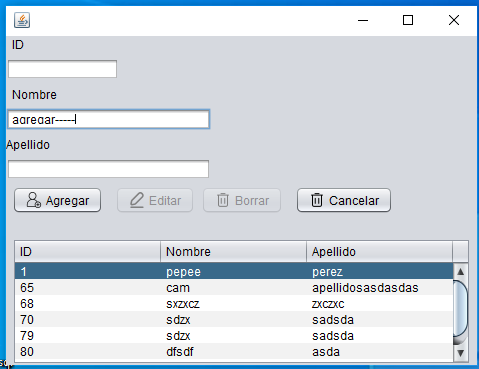 ID
Nombre
agregar-----
Apellido
Agregar Editar Borrar Cancelar
ID Nombre Apellido
1 pepee perez
65 cam apellidosasdasdas
68 sxzxcz zxczxc
70 sdzx sadsda
79 sdzx sadsda
80 dfsdf asda